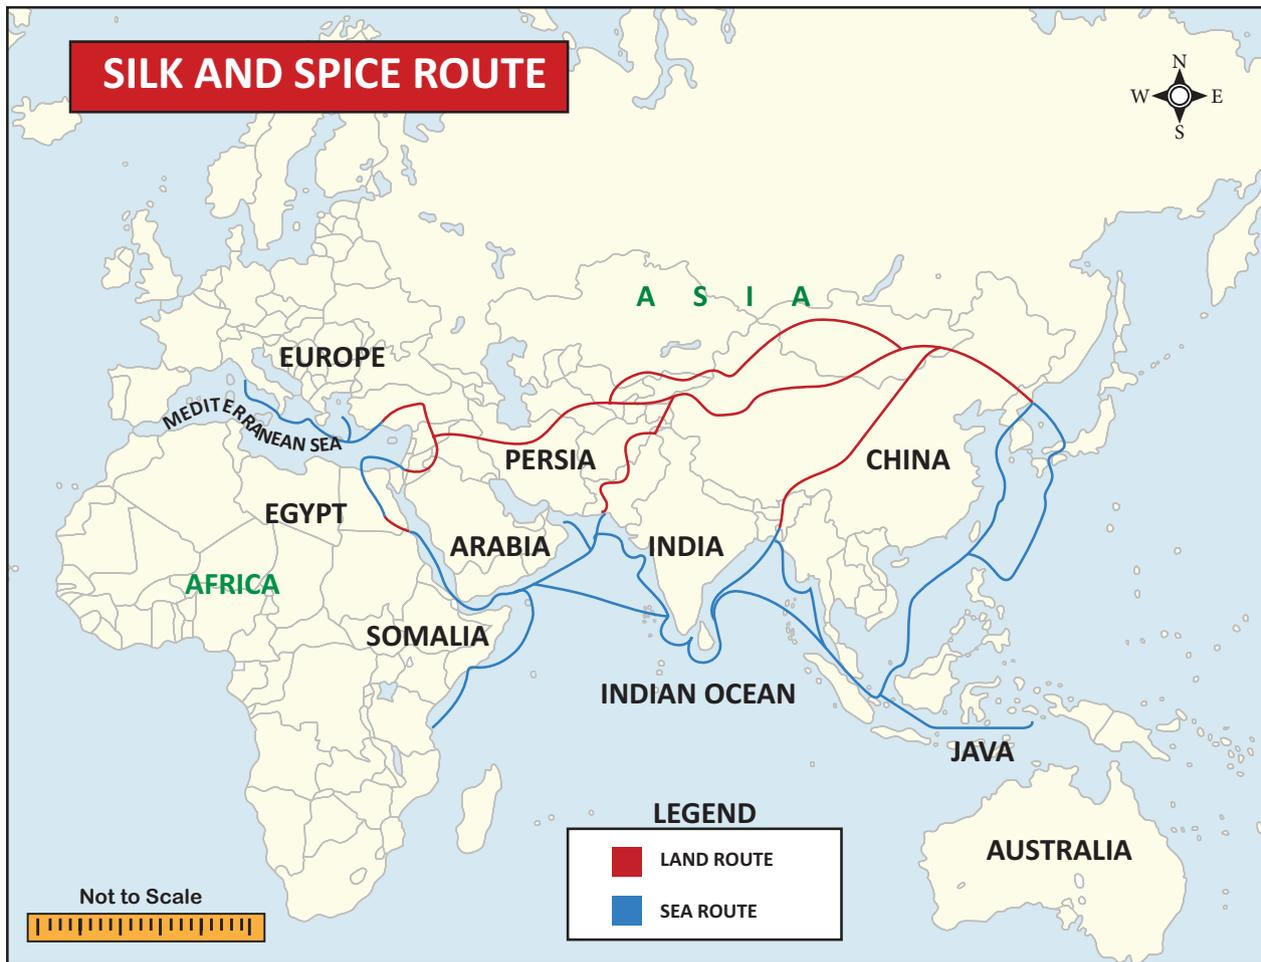 SILK AND SPICE ROUTE
N
W E
S
A S I A
EUROPE
MEDITERRANEAN SEA
PERSIA
CHINA
EGYPT
ARABIA
INDIA
AFRICA
SOMALIA
INDIAN OCEAN
JAVA
LEGEND
LAND ROUTE
SEA ROUTE
AUSTRALIA
Not to Scale